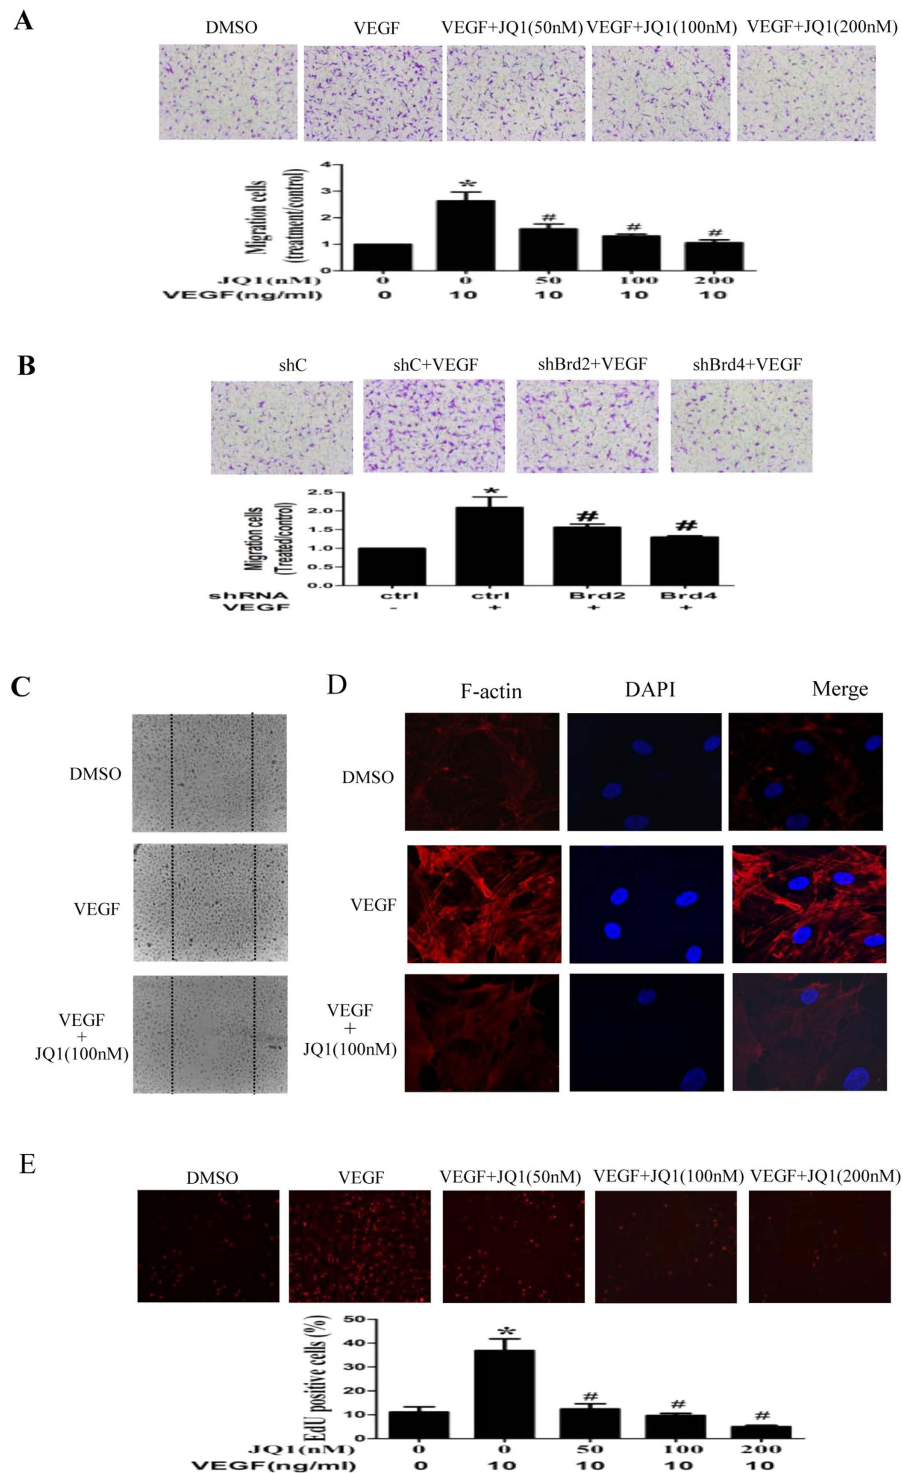 A
DMSO VEGF VEGF+JQ1(50nM) VEGF+JQ1(100nM) VEGF+JQ1(200nM)
Migration cells
(treatment/control)
4
3
2
1
0
*
#
#
#
JQ1(nM) 0 0 50 100 200
VEGF(ng/ml) 0 10 10 10 10
B
shC shC+VEGF shBrd2+VEGF shBrd4+VEGF
Migration cells
(Treated/control)
2.5
2.0
1.5
1.0
0.5
0.0
*
#
#
shRNA ctrl ctrl Brd2 Brd4
VEGF - + + +
C
DMSO
VEGF
VEGF
+
JQ1(100nM)
D
F-actin DAPI Merge
DMSO
VEGF
VEGF
+
JQ1(100nM)
E
DMSO VEGF VEGF+JQ1(50nM) VEGF+JQ1(100nM) VEGF+JQ1(200nM)
EdU positive cells (%)
50
40
30
20
10
0
*
#
#
#
JQ1(nM) 0 0 50 100 200
VEGF(ng/ml) 0 10 10 10 10